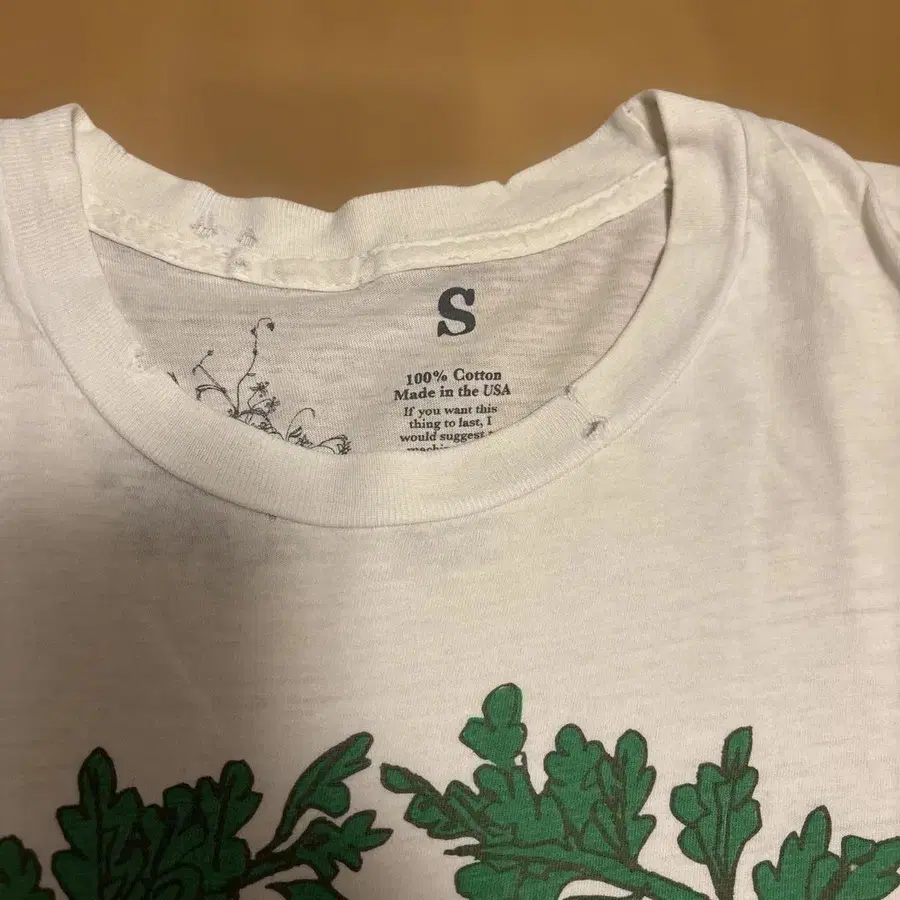 S
100% Cotton
Made in the USA
If you want this
thing to last, I
would suggest